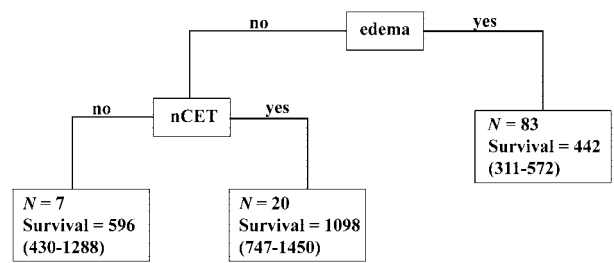 no
edema
yes
no
nCET
yes
N = 83
Survival = 442
(311-572)
N = 7
Survival = 596
(430-1288)
N = 20
Survival = 1098
(747-1450)